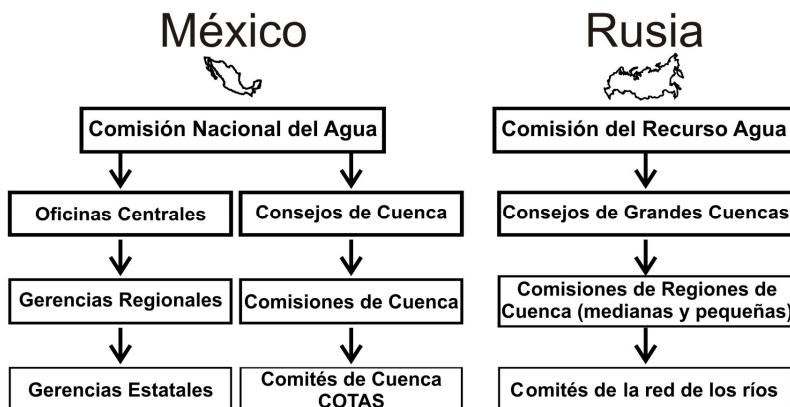 México
Comisión Nacional del Agua
Oficinas Centrales
Consejos de Cuenca
Gerencias Regionales
Comisiones de Cuenca
Gerencias Estatales
Comités de Cuenca
COTAS
Rusia
Comisión del Recurso Agua
Consejos de Grandes Cuencas
Comisiones de Regiones de
Cuenca (medianas y pequeñas)
Comités de la red de los ríos